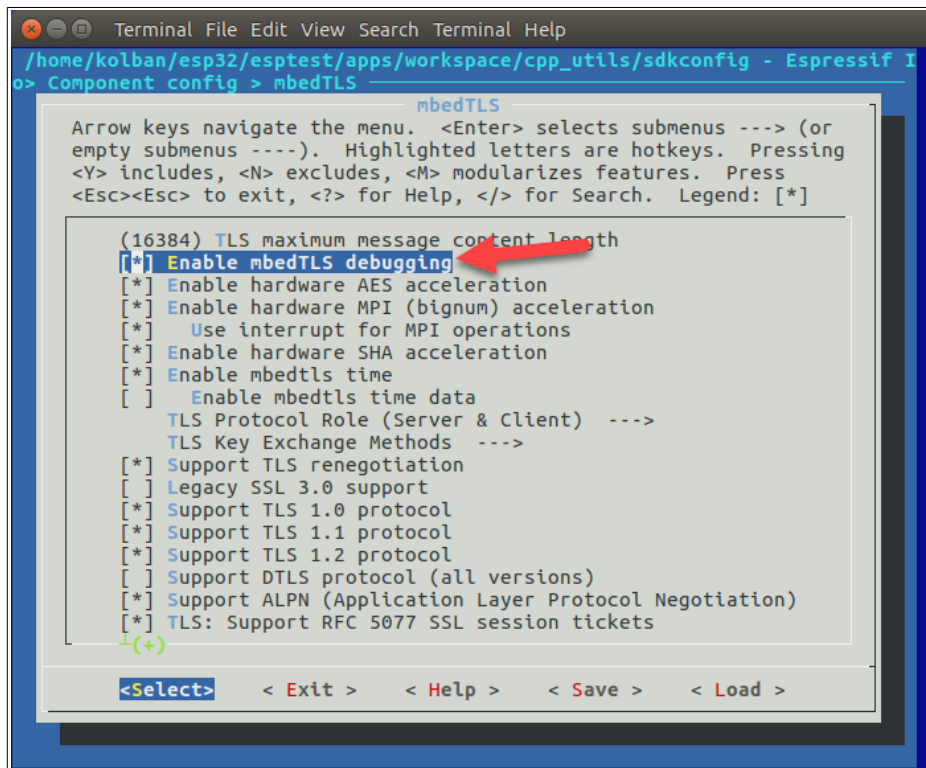 Terminal File Edit View Search Terminal Help
/home/kolban/esp32/esptest/apps/workspace/cpp_utils/sdkconfig - Espressif I
o> Component config > mbedTLS
mbedTLS
Arrow keys navigate the menu. <Enter> selects submenus ---> (or
empty submenus ----). Highlighted letters are hotkeys. Pressing
<Y> includes, <N> excludes, <M> modularizes features. Press
<Esc><Esc> to exit, <?> for Help, </> for Search. Legend: [*]
(16384) TLS maximum message content length
[*] Enable mbedTLS debugging
[*] Enable hardware AES acceleration
[*] Enable hardware MPI (bignum) acceleration
[*] Use interrupt for MPI operations
[*] Enable hardware SHA acceleration
[*] Enable mbedtls time
[ ] Enable mbedtls time data
TLS Protocol Role (Server & Client) --->
TLS Key Exchange Methods --->
[*] Support TLS renegotiation
[ ] Legacy SSL 3.0 support
[*] Support TLS 1.0 protocol
[*] Support TLS 1.1 protocol
[*] Support TLS 1.2 protocol
[ ] Support DTLS protocol (all versions)
[*] Support ALPN (Application Layer Protocol Negotiation)
[*] TLS: Support RFC 5077 SSL session tickets
┴(+)
<Select> < Exit > < Help > < Save > < Load >